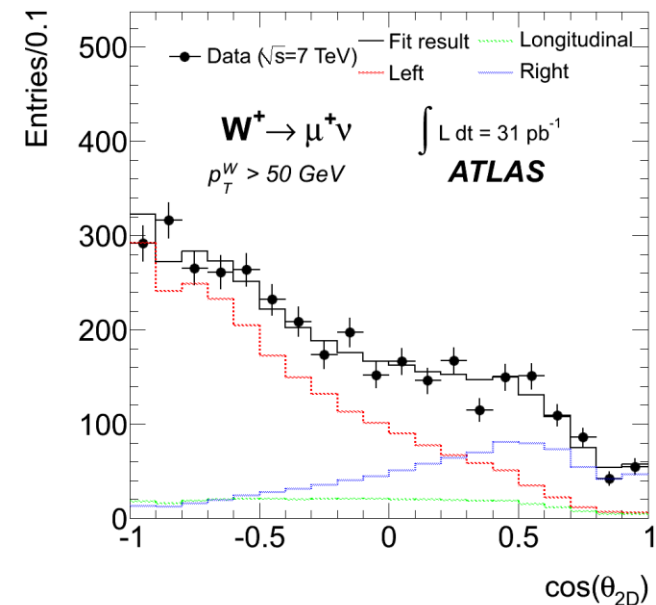 Entries/0.1
500
400
300
200
100
0
Data (√s=7 TeV)
Fit result
Longitudinal
Left
Right
W⁺→ μ⁺ν
∫ L dt = 31 pb⁻¹
p_T^W > 50 GeV
ATLAS
-1 -0.5 0 0.5 1
cos(θ_2D)